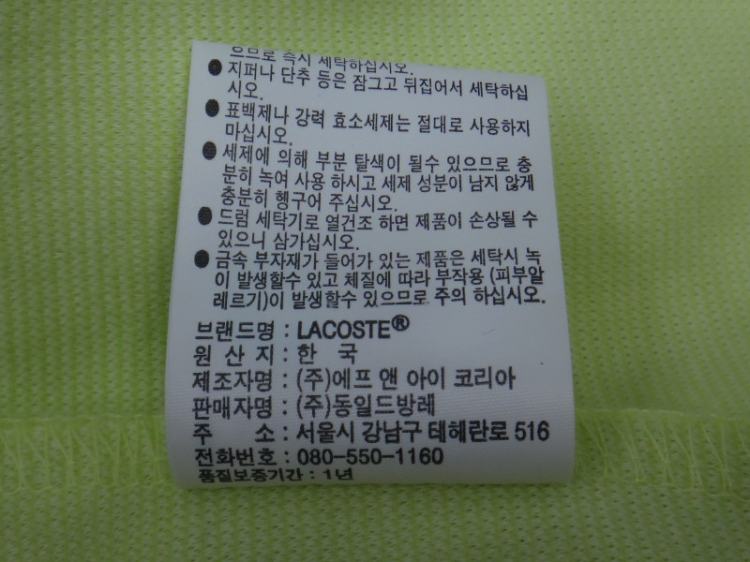 으므로 즉시 세탁하십시오.
● 지퍼나 단추 등은 잠그고 뒤집어서 세탁하십
시오.
● 표백제나 강력 효소세제는 절대로 사용하지
마십시오.
● 세제에 의해 부분 탈색이 될수 있으므로 충
분히 녹여 사용 하시고 세제 성분이 남지 않게
충분히 헹구어 주십시오.
● 드럼 세탁기로 열건조 하면 제품이 손상될 수
있으니 삼가십시오.
● 금속 부자재가 들어가 있는 제품은 세탁시 녹
이 발생할수 있고 체질에 따라 부작용 (피부알
레르기)이 발생할수 있으므로 주의 하십시오.
브랜드명 : LACOSTE®
원 산 지 : 한 국
제조자명 : (주)에프 앤 아이 코리아
판매자명 : (주)동일드방레
주 소 : 서울시 강남구 테헤란로 516
전화번호 : 080-550-1160
품질보증기간 : 1년